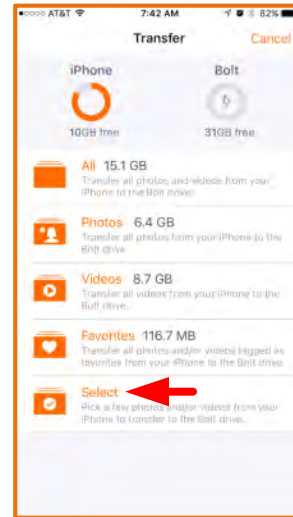 AT&T 7:42 AM 82%
Transfer Cancel
iPhone Bolt
10GB free 31GB free
All 15.1 GB
Transfer all photos and videos from your
iPhone to the Bolt drive.
Photos 6.4 GB
Transfer all photos from your iPhone to the
Bolt drive.
Videos 8.7 GB
Transfer all videos from your iPhone to the
Bolt drive.
Favorites 116.7 MB
Transfer all photos and/or videos tagged as
favorites from your iPhone to the Bolt drive.
Select
Pick a few photos and/or videos from your
iPhone to transfer to the Bolt drive.